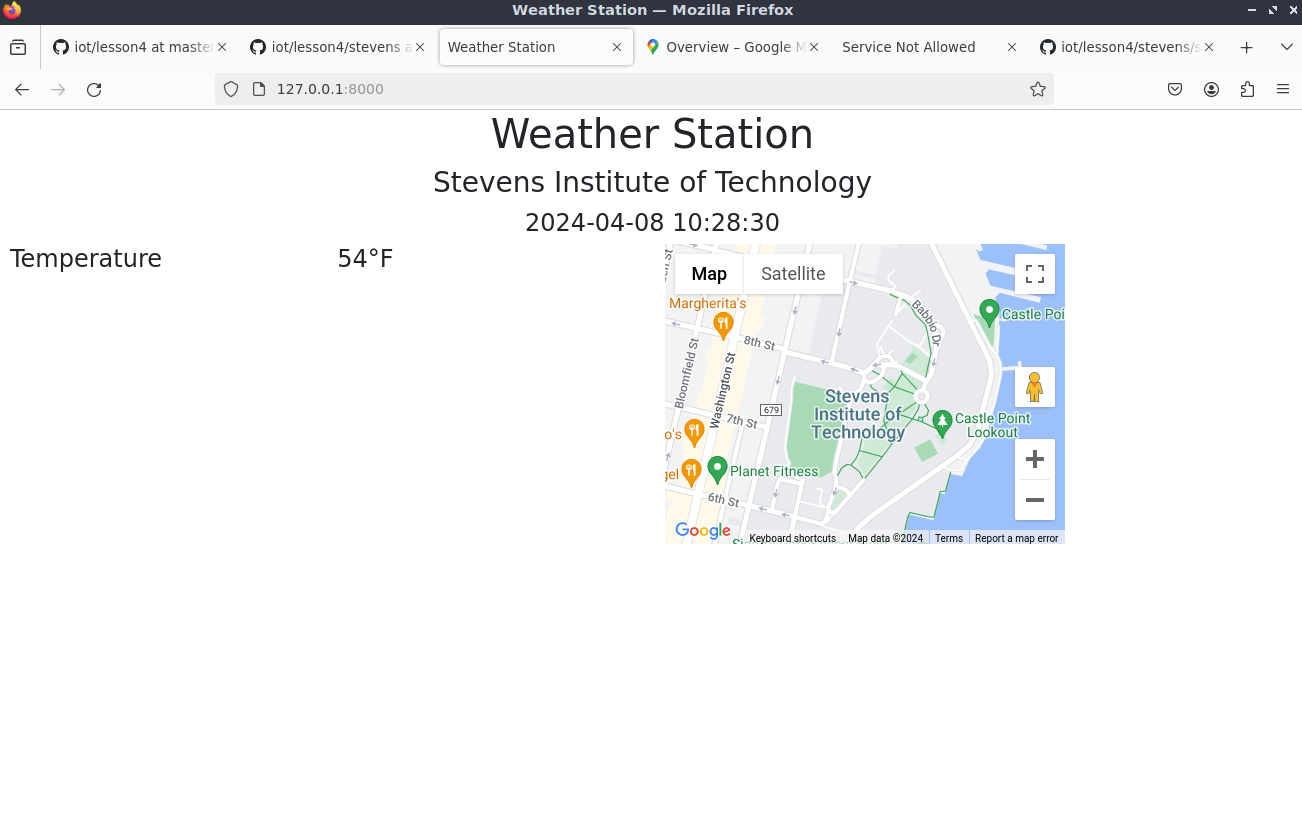 Weather Station — Mozilla Firefox
iot/lesson4 at master
iot/lesson4/stevens a
Weather Station
Overview – Google M
Service Not Allowed
iot/lesson4/stevens/s
127.0.0.1:8000
Weather Station
Stevens Institute of Technology
2024-04-08 10:28:30
Temperature 54°F
Map Satellite
Margherita's
Babbio Dr
Castle Poi
8th St
Bloomfield St
Washington St
679
7th St
Stevens
Institute of
Technology
Castle Point
Lookout
o's
gel
Planet Fitness
6th St
Google
Keyboard shortcuts Map data ©2024 Terms Report a map error